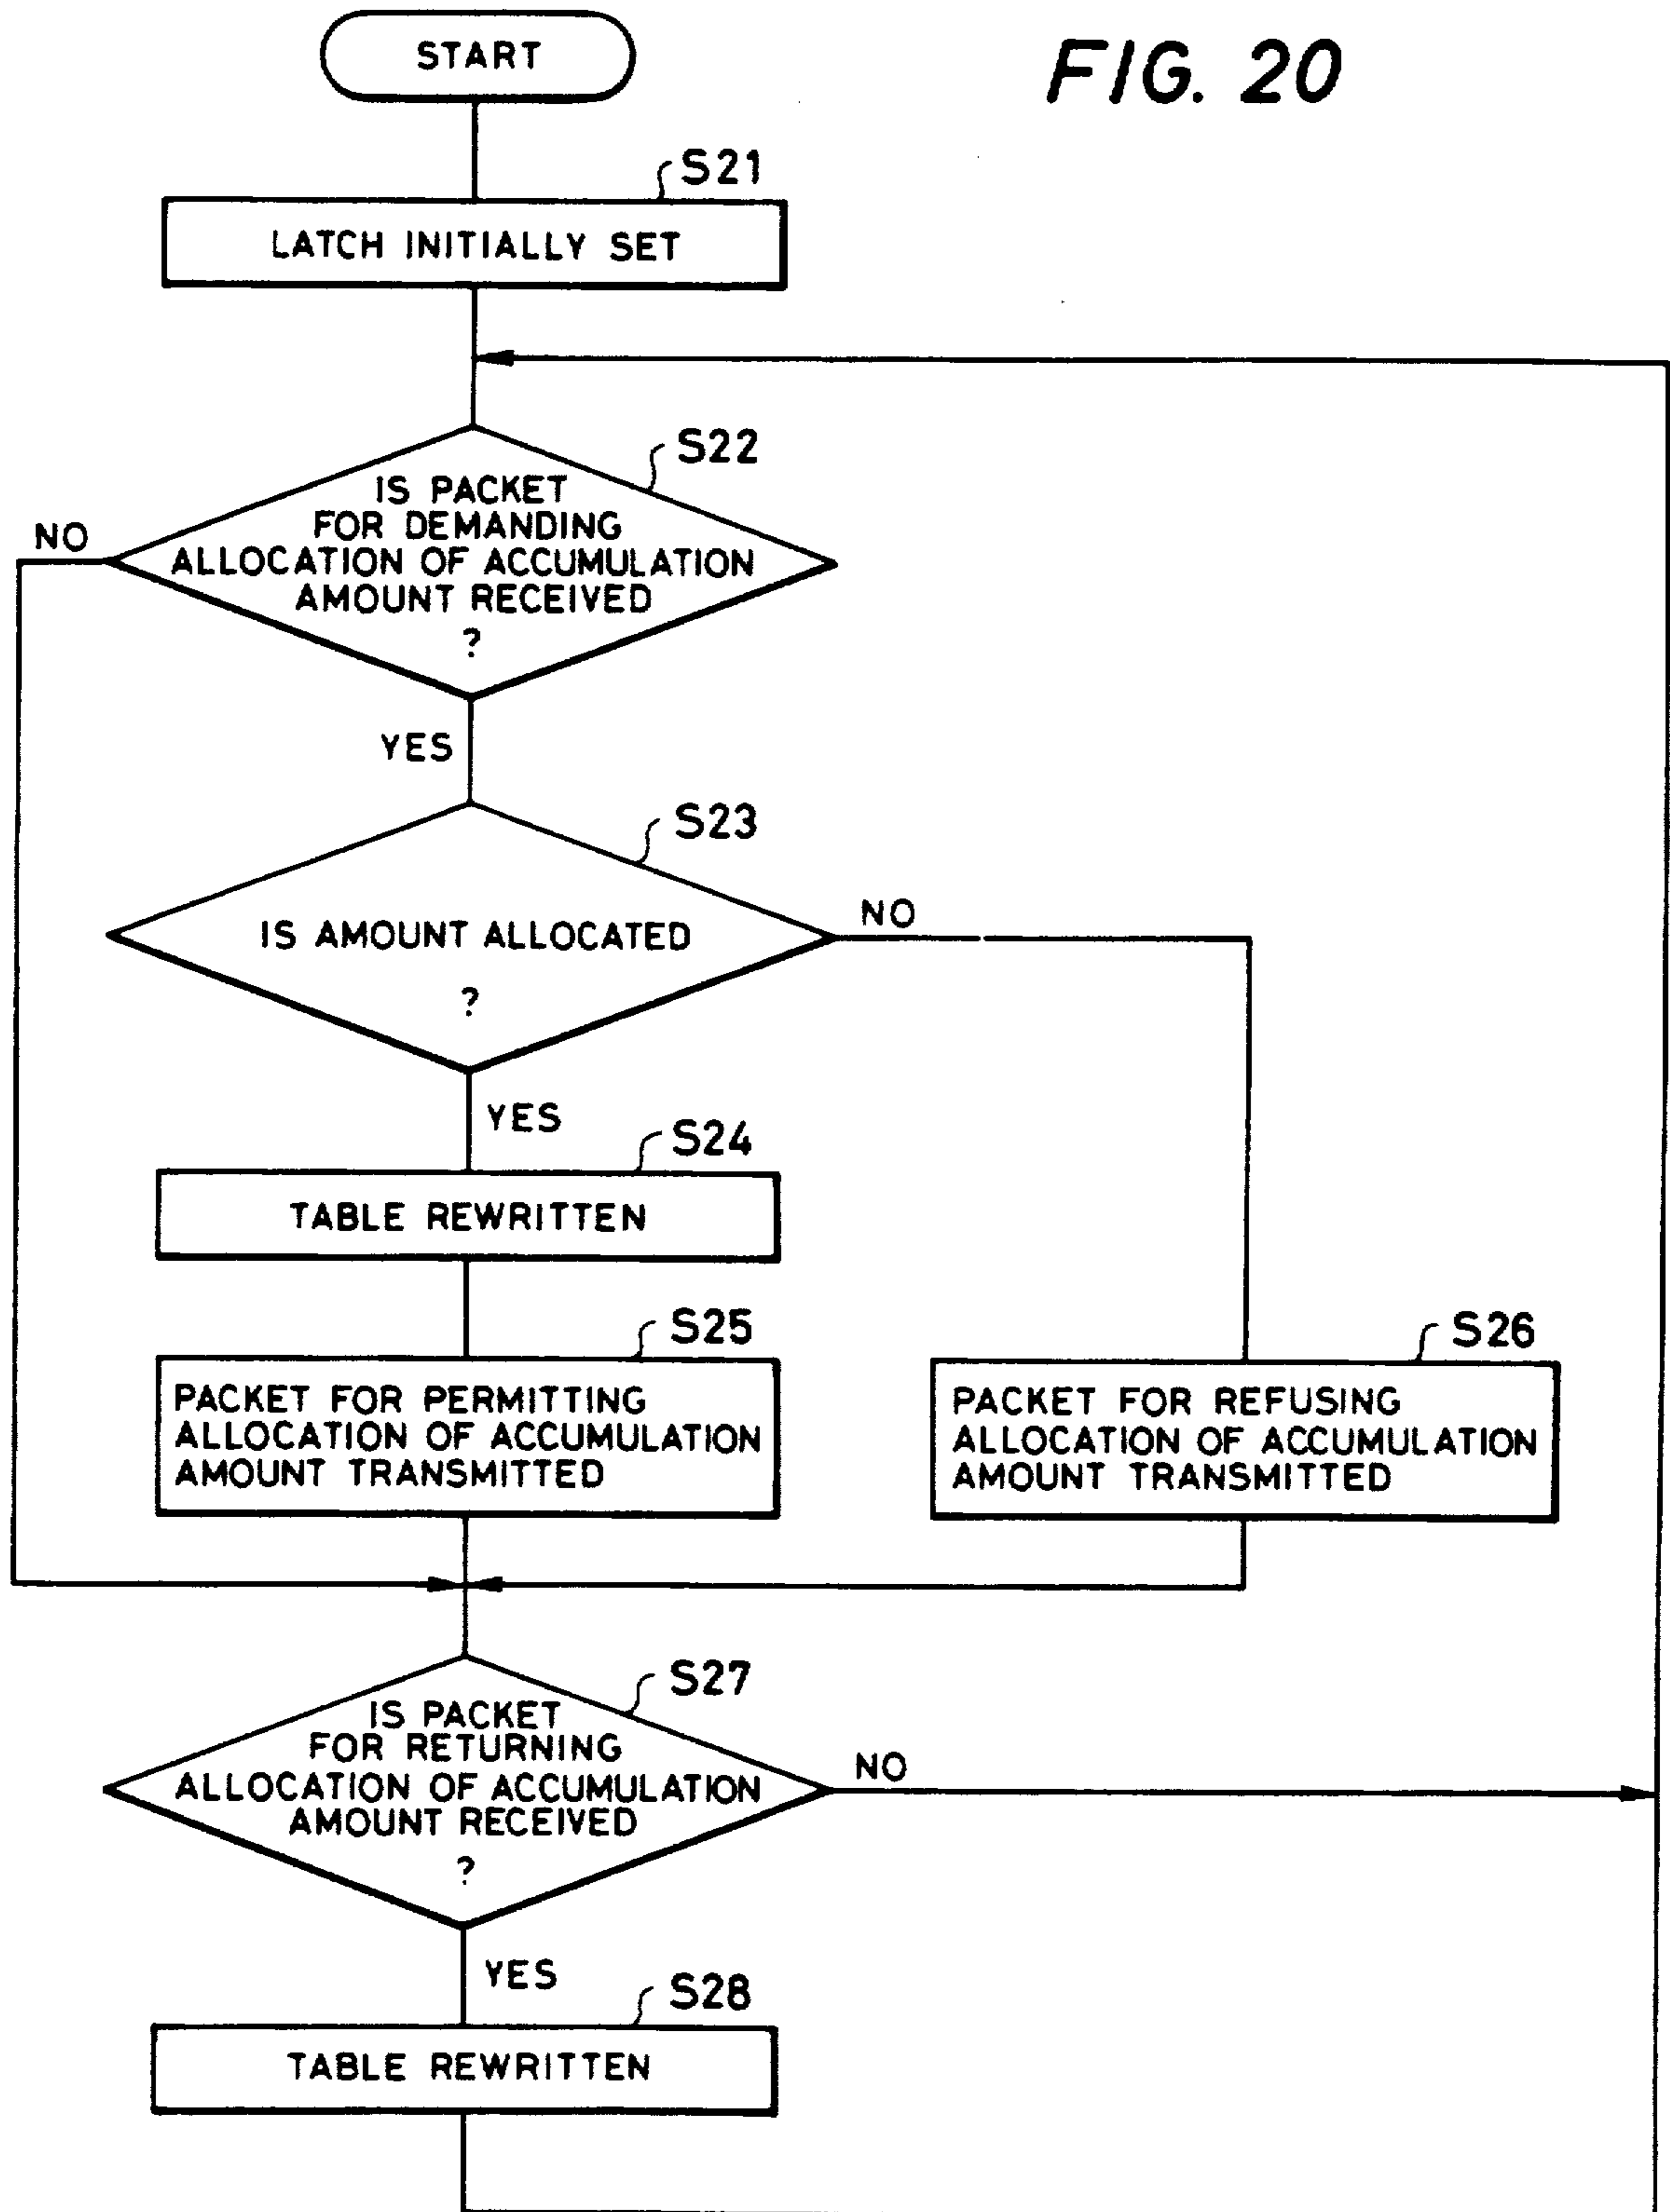 START
FIG. 20
S21
LATCH INITIALLY SET
S22
IS PACKET
FOR DEMANDING
ALLOCATION OF ACCUMULATION
AMOUNT RECEIVED
?
NO
YES
S23
IS AMOUNT ALLOCATED
?
NO
YES
S24
TABLE REWRITTEN
S25
PACKET FOR PERMITTING
ALLOCATION OF ACCUMULATION
AMOUNT TRANSMITTED
S26
PACKET FOR REFUSING
ALLOCATION OF ACCUMULATION
AMOUNT TRANSMITTED
S27
IS PACKET
FOR RETURNING
ALLOCATION OF ACCUMULATION
AMOUNT RECEIVED
?
NO
YES
S28
TABLE REWRITTEN